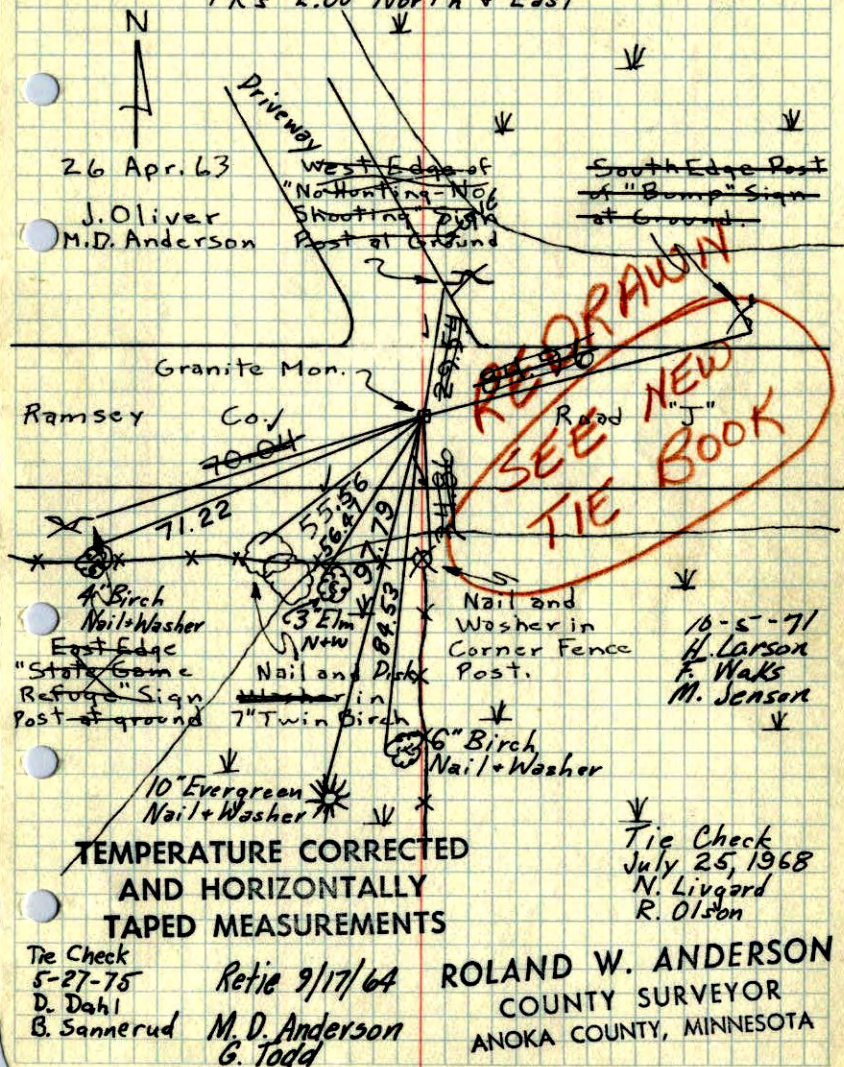 2.00 North & East
N
Driveway
26 Apr. 63
J. Oliver
M.D. Anderson
West Edge of
"No Hunting-No
Shooting" Sign
Post at Ground
South Edge Post
of "Bump" Sign
at Ground.
REDRAWN
SEE NEW
TIE BOOK
Granite Mon.
Ramsey Co. Road "J"
70.04
71.22
55.56
56.47
97.79
84.53
4" Birch
Nail+Washer
East Edge
"State Game
Refuge" Sign
Post at ground
3" Elm
N+W
Nail and Disk
Washer in
7" Twin Birch
Nail and
Washer in
Corner Fence
Post.
10-5-71
H. Larson
F. Waks
M. Jensen
6" Birch
Nail+Washer
10" Evergreen
Nail+Washer
TEMPERATURE CORRECTED
AND HORIZONTALLY
TAPED MEASUREMENTS
Tie Check
July 25, 1968
N. Livgard
R. Olson
Tie Check
5-27-75
D. Dahl
B. Sannerud
Retie 9/17/64
M. D. Anderson
G. Todd
ROLAND W. ANDERSON
COUNTY SURVEYOR
ANOKA COUNTY, MINNESOTA